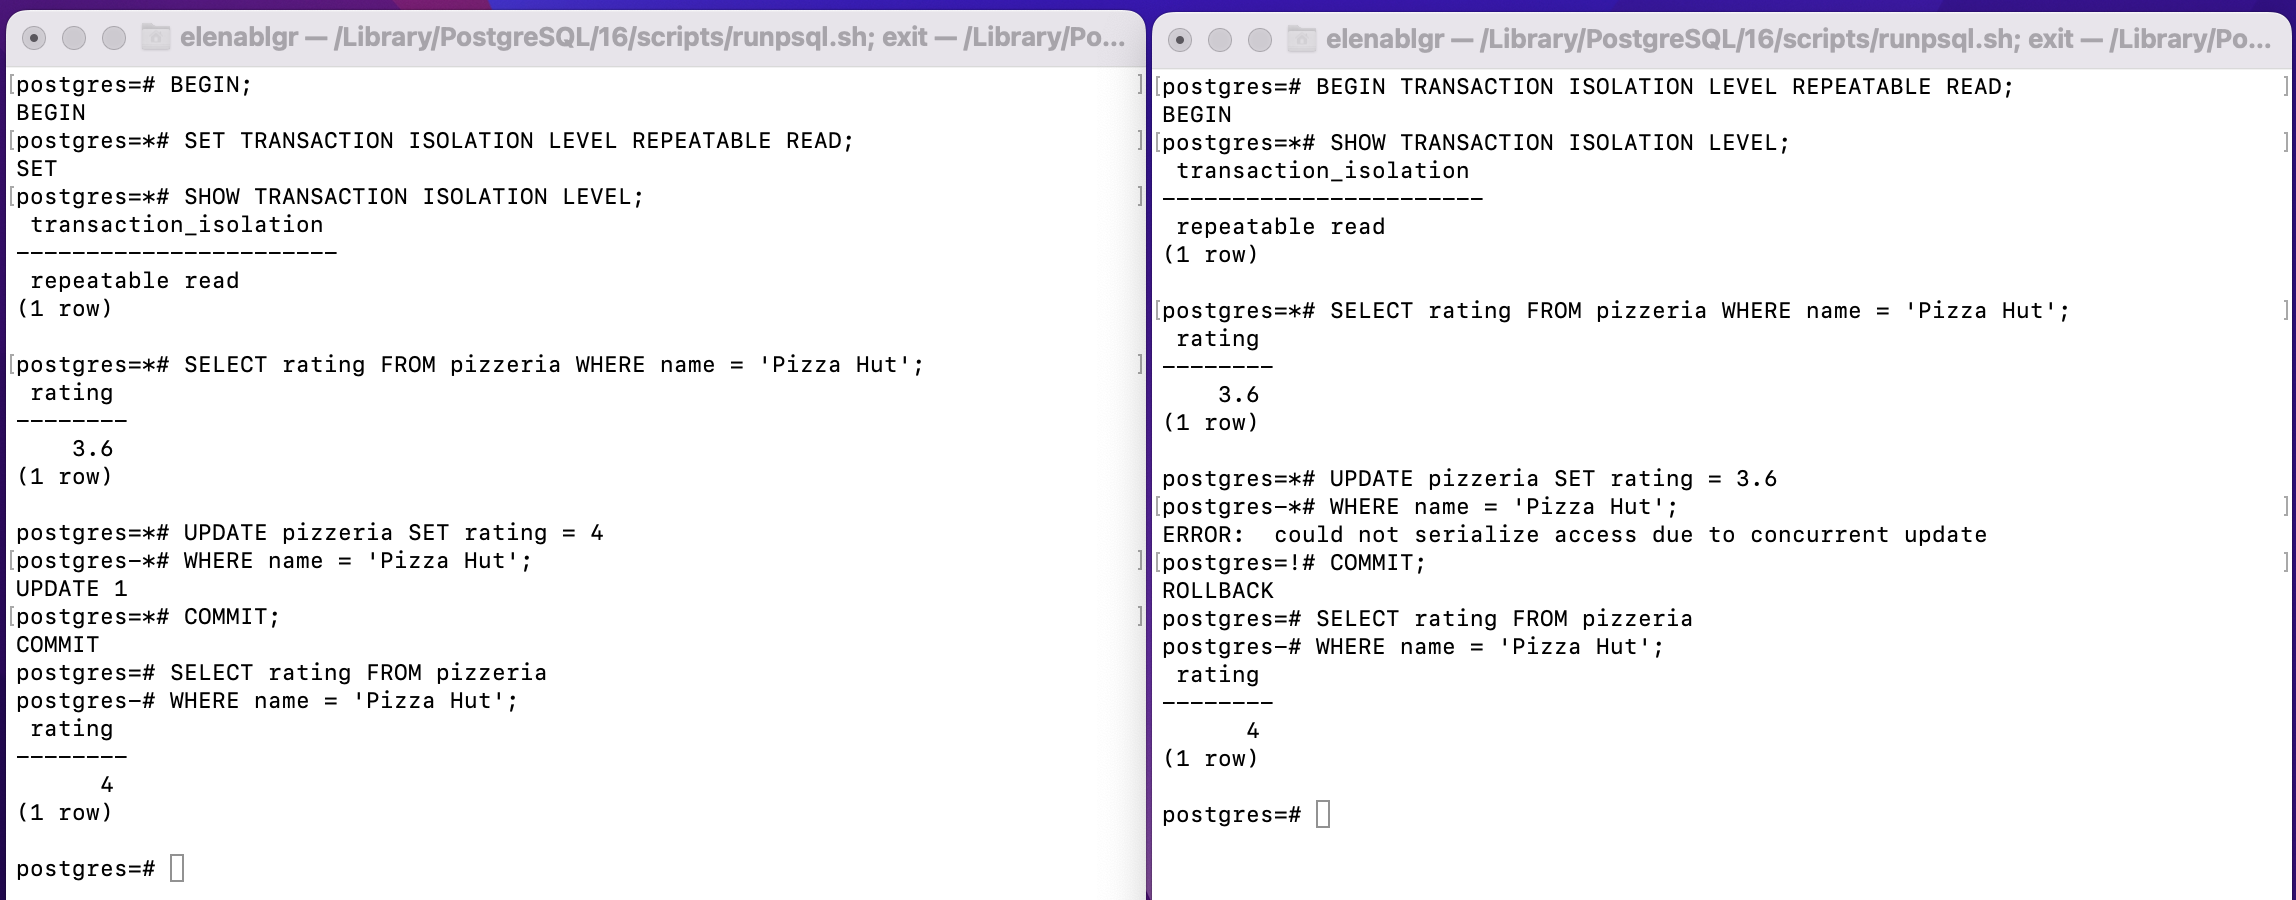 elenablgr — /Library/PostgreSQL/16/scripts/runpsql.sh; exit — /Library/Po...
[postgres=# BEGIN; ]
BEGIN
[postgres=*# SET TRANSACTION ISOLATION LEVEL REPEATABLE READ; ]
SET
[postgres=*# SHOW TRANSACTION ISOLATION LEVEL; ]
 transaction_isolation
-----------------------
 repeatable read
(1 row)

[postgres=*# SELECT rating FROM pizzeria WHERE name = 'Pizza Hut'; ]
 rating
--------
    3.6
(1 row)

postgres=*# UPDATE pizzeria SET rating = 4
[postgres-*# WHERE name = 'Pizza Hut'; ]
UPDATE 1
[postgres=*# COMMIT; ]
COMMIT
postgres=# SELECT rating FROM pizzeria
postgres-# WHERE name = 'Pizza Hut';
 rating
--------
      4
(1 row)

postgres=#
elenablgr — /Library/PostgreSQL/16/scripts/runpsql.sh; exit — /Library/Po...
[postgres=# BEGIN TRANSACTION ISOLATION LEVEL REPEATABLE READ; ]
BEGIN
[postgres=*# SHOW TRANSACTION ISOLATION LEVEL; ]
 transaction_isolation
-----------------------
 repeatable read
(1 row)

[postgres=*# SELECT rating FROM pizzeria WHERE name = 'Pizza Hut'; ]
 rating
--------
    3.6
(1 row)

postgres=*# UPDATE pizzeria SET rating = 3.6
[postgres-*# WHERE name = 'Pizza Hut'; ]
ERROR:  could not serialize access due to concurrent update
[postgres=!# COMMIT; ]
ROLLBACK
postgres=# SELECT rating FROM pizzeria
postgres-# WHERE name = 'Pizza Hut';
 rating
--------
      4
(1 row)

postgres=#